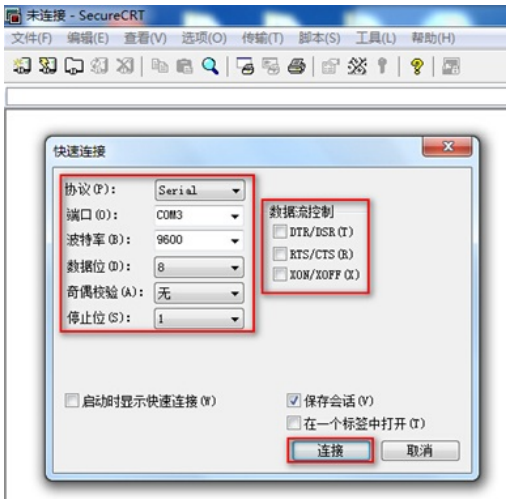 未连接 - SecureCRT
文件(F) 编辑(E) 查看(V) 选项(O) 传输(T) 脚本(S) 工具(L) 帮助(H)
快速连接
协议(P): Serial
端口(O): COM3
波特率(B): 9600
数据位(D): 8
奇偶校验(A): 无
停止位(S): 1
数据流控制
DTR/DSR(T)
RTS/CTS(R)
XON/XOFF(X)
启动时显示快速连接(W)
保存会话(V)
在一个标签中打开(T)
连接 取消